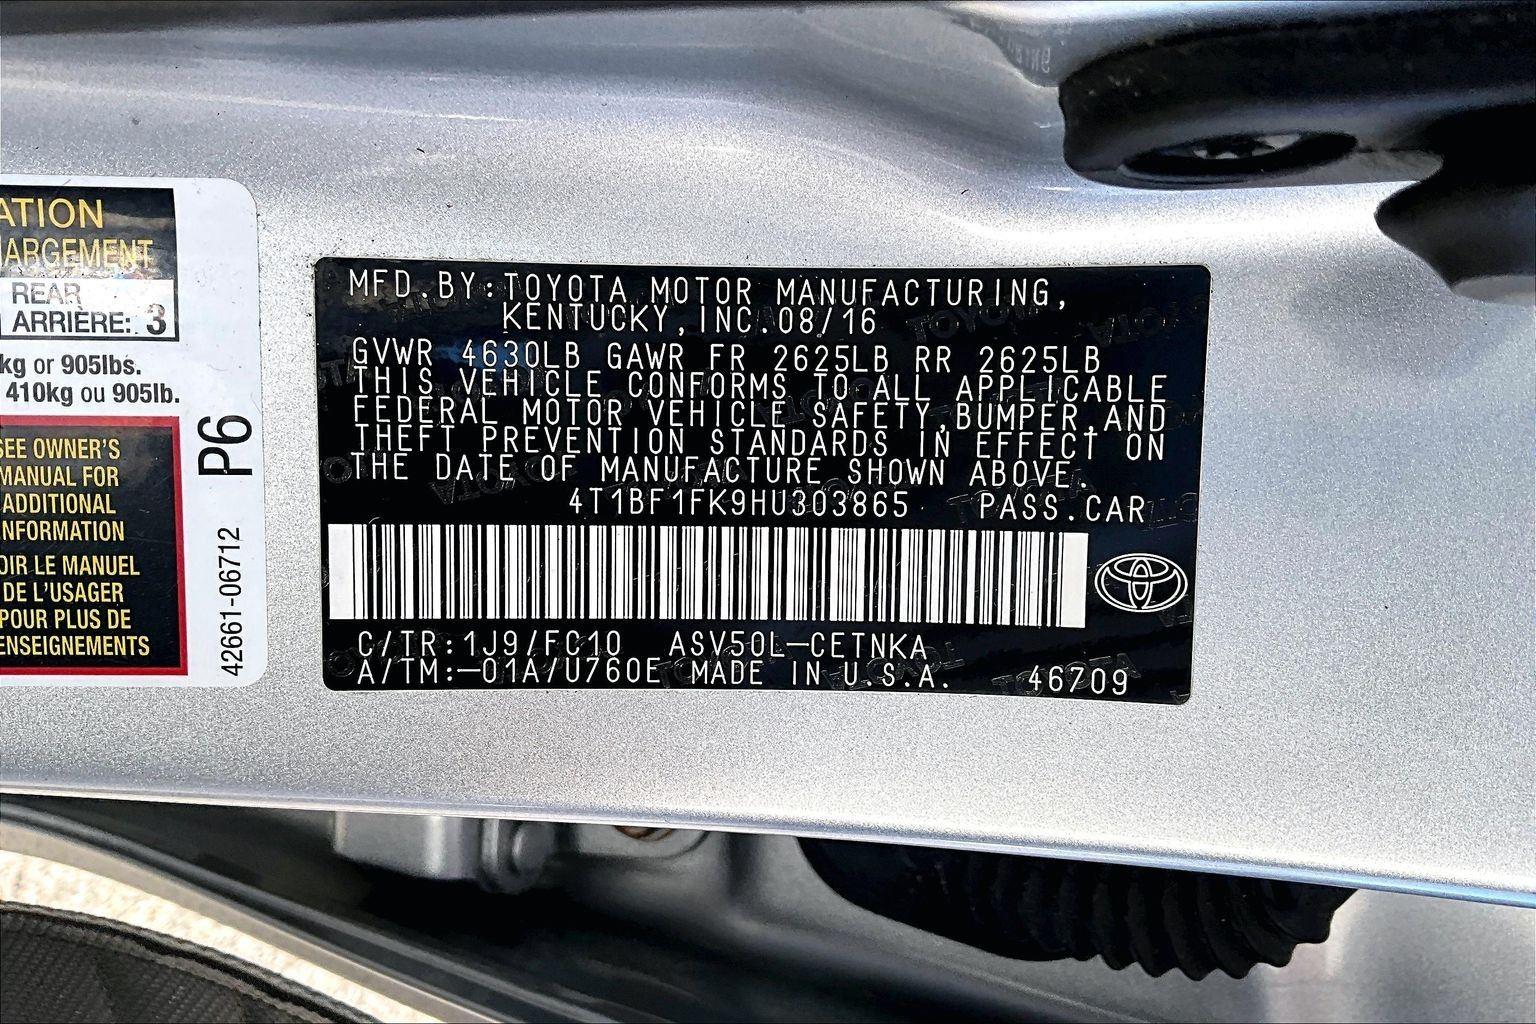 ATION
ARGEMENT
REAR
ARRIÈRE: 3
kg or 905lbs.
410kg ou 905lb.
SEE OWNER'S
MANUAL FOR
ADDITIONAL
INFORMATION
OIR LE MANUEL
DE L'USAGER
POUR PLUS DE
ENSEIGNEMENTS
P6
42661-06712
MFD.BY:TOYOTA MOTOR MANUFACTURING,
KENTUCKY,INC.08/16
GVWR 4630LB GAWR FR 2625LB RR 2625LB
THIS VEHICLE CONFORMS TO ALL APPLICABLE
FEDERAL MOTOR VEHICLE SAFETY,BUMPER,AND
THEFT PREVENTION STANDARDS IN EFFECT ON
THE DATE OF MANUFACTURE SHOWN ABOVE.
4T1BF1FK9HU303865 PASS.CAR
C/TR:1J9/FC10 ASV50L-CETNKA
A/TM:-01A/U760E MADE IN U.S.A. 46709